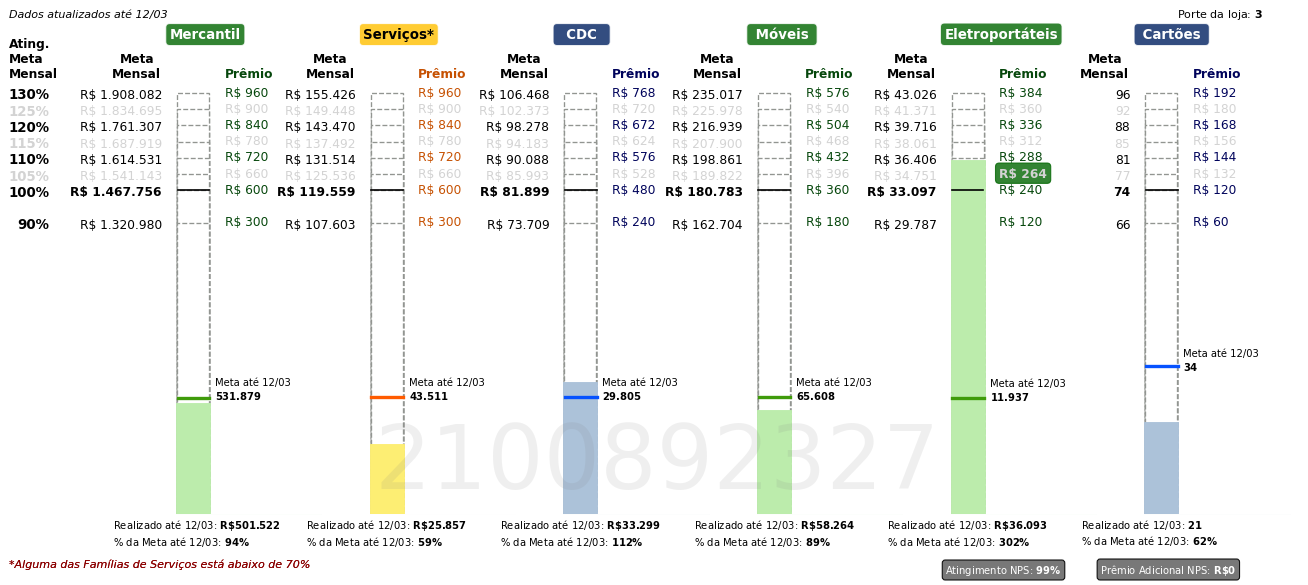 Dados atualizados até 12/03
Porte da loja: 3
Mercantil Serviços* CDC Móveis Eletroportáteis Cartões
Ating.
Meta Meta Meta Meta Meta Meta Meta
Mensal Mensal Prêmio Mensal Prêmio Mensal Prêmio Mensal Prêmio Mensal Prêmio Mensal Prêmio
130% R$ 1.908.082 R$ 960 R$ 155.426 R$ 960 R$ 106.468 R$ 768 R$ 235.017 R$ 576 R$ 43.026 R$ 384 96 R$ 192
125% R$ 1.834.695 R$ 900 R$ 149.448 R$ 900 R$ 102.373 R$ 720 R$ 225.978 R$ 540 R$ 41.371 R$ 360 92 R$ 180
120% R$ 1.761.307 R$ 840 R$ 143.470 R$ 840 R$ 98.278 R$ 672 R$ 216.939 R$ 504 R$ 39.716 R$ 336 88 R$ 168
115% R$ 1.687.919 R$ 780 R$ 137.492 R$ 780 R$ 94.183 R$ 624 R$ 207.900 R$ 468 R$ 38.061 R$ 312 85 R$ 156
110% R$ 1.614.531 R$ 720 R$ 131.514 R$ 720 R$ 90.088 R$ 576 R$ 198.861 R$ 432 R$ 36.406 R$ 288 81 R$ 144
105% R$ 1.541.143 R$ 660 R$ 125.536 R$ 660 R$ 85.993 R$ 528 R$ 189.822 R$ 396 R$ 34.751 R$ 264 77 R$ 132
100% R$ 1.467.756 R$ 600 R$ 119.559 R$ 600 R$ 81.899 R$ 480 R$ 180.783 R$ 360 R$ 33.097 R$ 240 74 R$ 120
90% R$ 1.320.980 R$ 300 R$ 107.603 R$ 300 R$ 73.709 R$ 240 R$ 162.704 R$ 180 R$ 29.787 R$ 120 66 R$ 60
Meta até 12/03
34
Meta até 12/03 Meta até 12/03 Meta até 12/03 Meta até 12/03 Meta até 12/03
531.879 43.511 29.805 65.608 11.937
2100892327
Realizado até 12/03: R$501.522 Realizado até 12/03: R$25.857 Realizado até 12/03: R$33.299 Realizado até 12/03: R$58.264 Realizado até 12/03: R$36.093 Realizado até 12/03: 21
% da Meta até 12/03: 94% % da Meta até 12/03: 59% % da Meta até 12/03: 112% % da Meta até 12/03: 89% % da Meta até 12/03: 302% % da Meta até 12/03: 62%
*Alguma das Famílias de Serviços está abaixo de 70%
Atingimento NPS: 99% Prêmio Adicional NPS: R$0